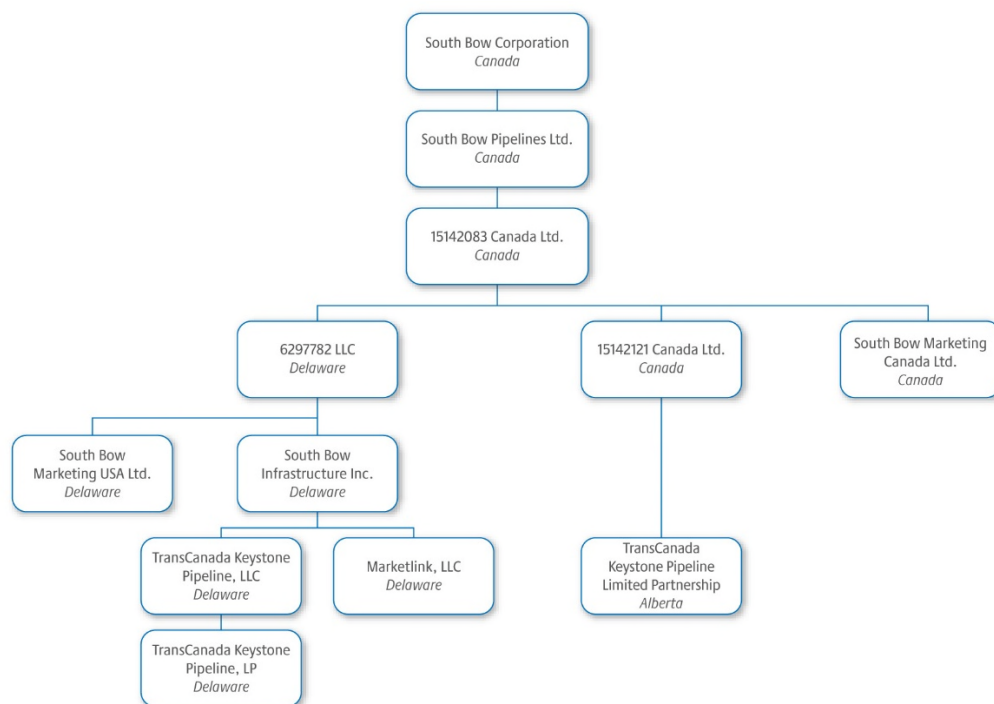 South Bow Corporation
Canada
South Bow Pipelines Ltd.
Canada
15142083 Canada Ltd.
Canada
6297782 LLC
Delaware
15142121 Canada Ltd.
Canada
South Bow Marketing
Canada Ltd.
Canada
South Bow
Marketing USA Ltd.
Delaware
South Bow
Infrastructure Inc.
Delaware
TransCanada Keystone
Pipeline, LLC
Delaware
Marketlink, LLC
Delaware
TransCanada
Keystone Pipeline
Limited Partnership
Alberta
TransCanada Keystone
Pipeline, LP
Delaware